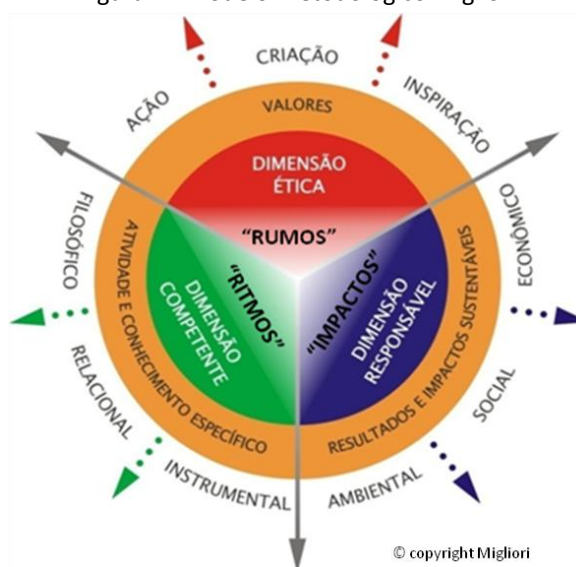 CRIAÇÃO
AÇÃO
INSPIRAÇÃO
VALORES
DIMENSÃO
ÉTICA
"RUMOS"
FILOSÓFICO
ECONÔMICO
ATIVIDADE E CONHECIMENTO ESPECÍFICO
DIMENSÃO
COMPETENTE
"RITMOS"
"IMPACTOS"
DIMENSÃO
RESPONSÁVEL
RESULTADOS E IMPACTOS SUSTENTÁVEIS
RELACIONAL
SOCIAL
INSTRUMENTAL
AMBIENTAL
© copyright Migliori